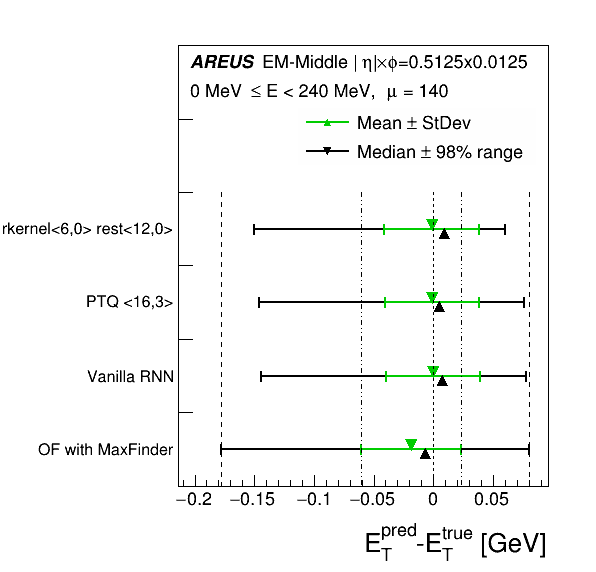 AREUS EM-Middle |η|×ϕ=0.5125x0.0125
0 MeV ≤ E < 240 MeV, μ = 140
Mean ± StDev
Median ± 98% range
rkernel<6,0> rest<12,0>
PTQ <16,3>
Vanilla RNN
OF with MaxFinder
−0.2 −0.15 −0.1 −0.05 0 0.05
E_T^pred-E_T^true [GeV]